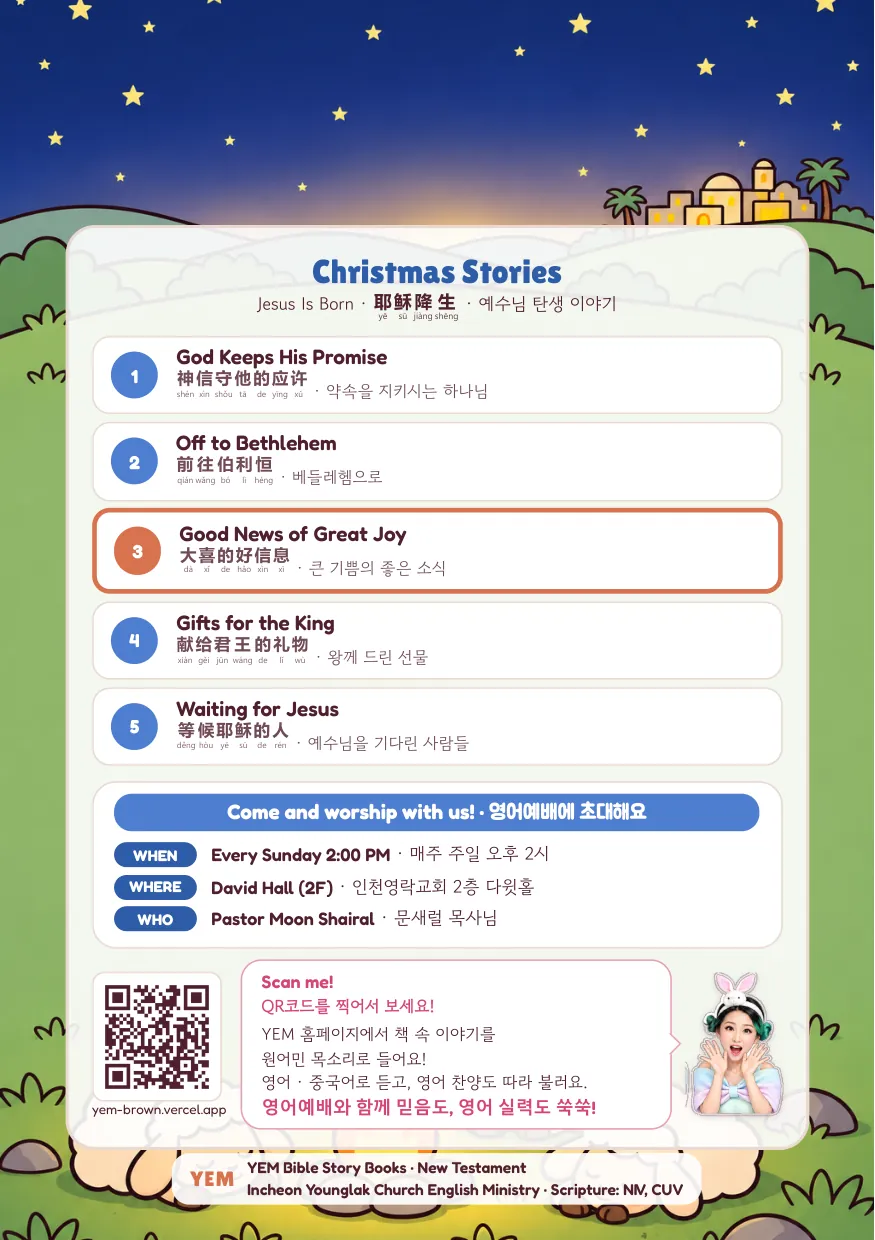 Christmas Stories
Jesus Is Born · 耶稣降生 · 예수님 탄생 이야기
yē sū jiàng shēng
1
God Keeps His Promise
神信守他的应许 · 약속을 지키시는 하나님
shén xìn shǒu tā de yìng xǔ
2
Off to Bethlehem
前往伯利恒 · 베들레헴으로
qián wǎng bó lì héng
3
Good News of Great Joy
大喜的好信息 · 큰 기쁨의 좋은 소식
dà xǐ de hǎo xìn xī
4
Gifts for the King
献给君王的礼物 · 왕께 드린 선물
xiàn gěi jūn wáng de lǐ wù
5
Waiting for Jesus
等候耶稣的人 · 예수님을 기다린 사람들
děng hòu yē sū de rén
Come and worship with us! · 영어예배에 초대해요
WHEN Every Sunday 2:00 PM · 매주 주일 오후 2시
WHERE David Hall (2F) · 인천영락교회 2층 다윗홀
WHO Pastor Moon Shairal · 문새럴 목사님
yem-brown.vercel.app
Scan me!
QR코드를 찍어서 보세요!
YEM 홈페이지에서 책 속 이야기를
원어민 목소리로 들어요!
영어 · 중국어로 듣고, 영어 찬양도 따라 불러요.
영어예배와 함께 믿음도, 영어 실력도 쑥쑥!
YEM
YEM Bible Story Books · New Testament
Incheon Younglak Church English Ministry · Scripture: NIV, CUV